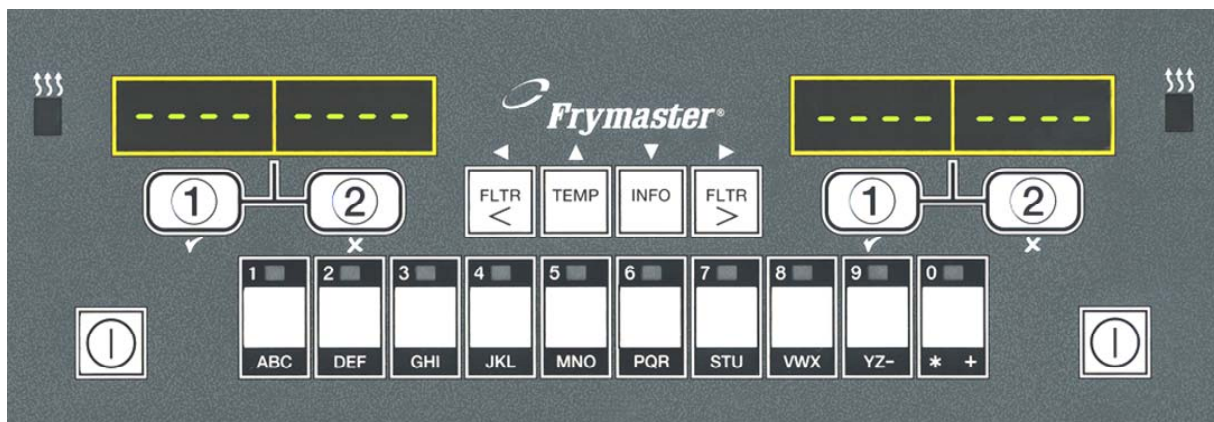 ---- ---- ---- ----
Frymaster®
1 2 FLTR < TEMP INFO FLTR > 1 2
1 2 3 4 5 6 7 8 9 0
ABC DEF GHI JKL MNO PQR STU VWX YZ- * +